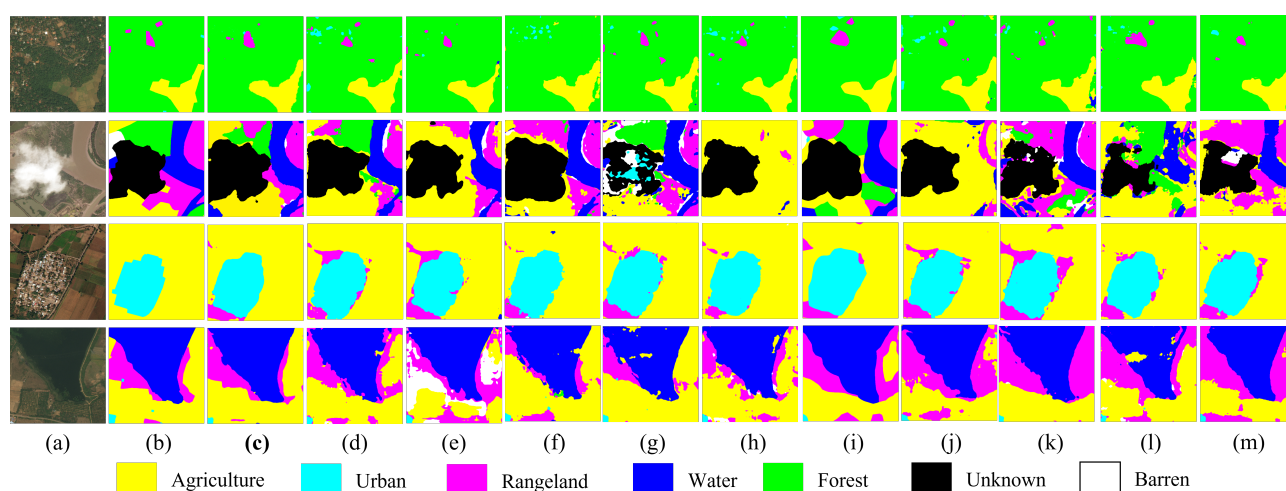 (a) (b) (c) (d) (e) (f) (g) (h) (i) (j) (k) (l) (m)
Agriculture Urban Rangeland Water Forest Unknown Barren